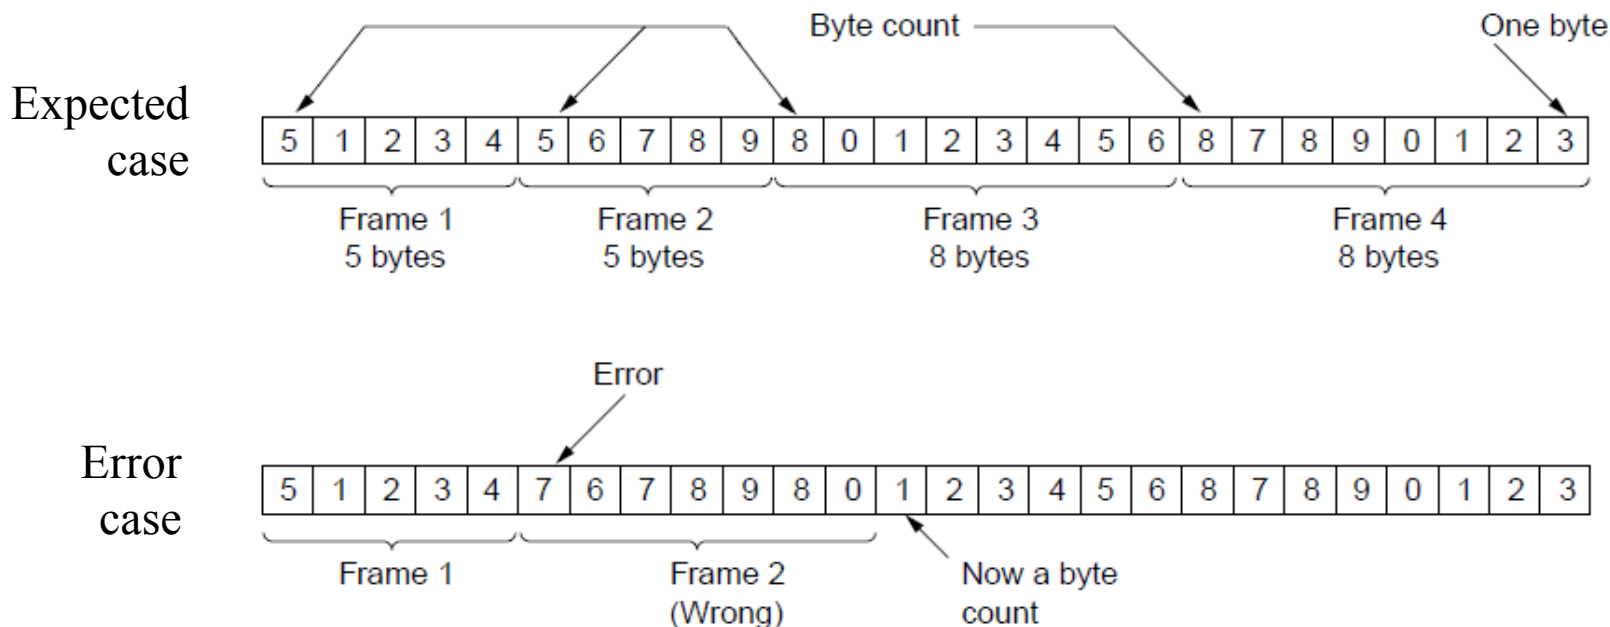 Byte count One byte
Expected
case
5 1 2 3 4 5 6 7 8 9 8 0 1 2 3 4 5 6 8 7 8 9 0 1 2 3
Frame 1 Frame 2 Frame 3 Frame 4
5 bytes 5 bytes 8 bytes 8 bytes
Error
Error
case
5 1 2 3 4 7 6 7 8 9 8 0 1 2 3 4 5 6 8 7 8 9 0 1 2 3
Frame 1 Frame 2 Now a byte
(Wrong) count